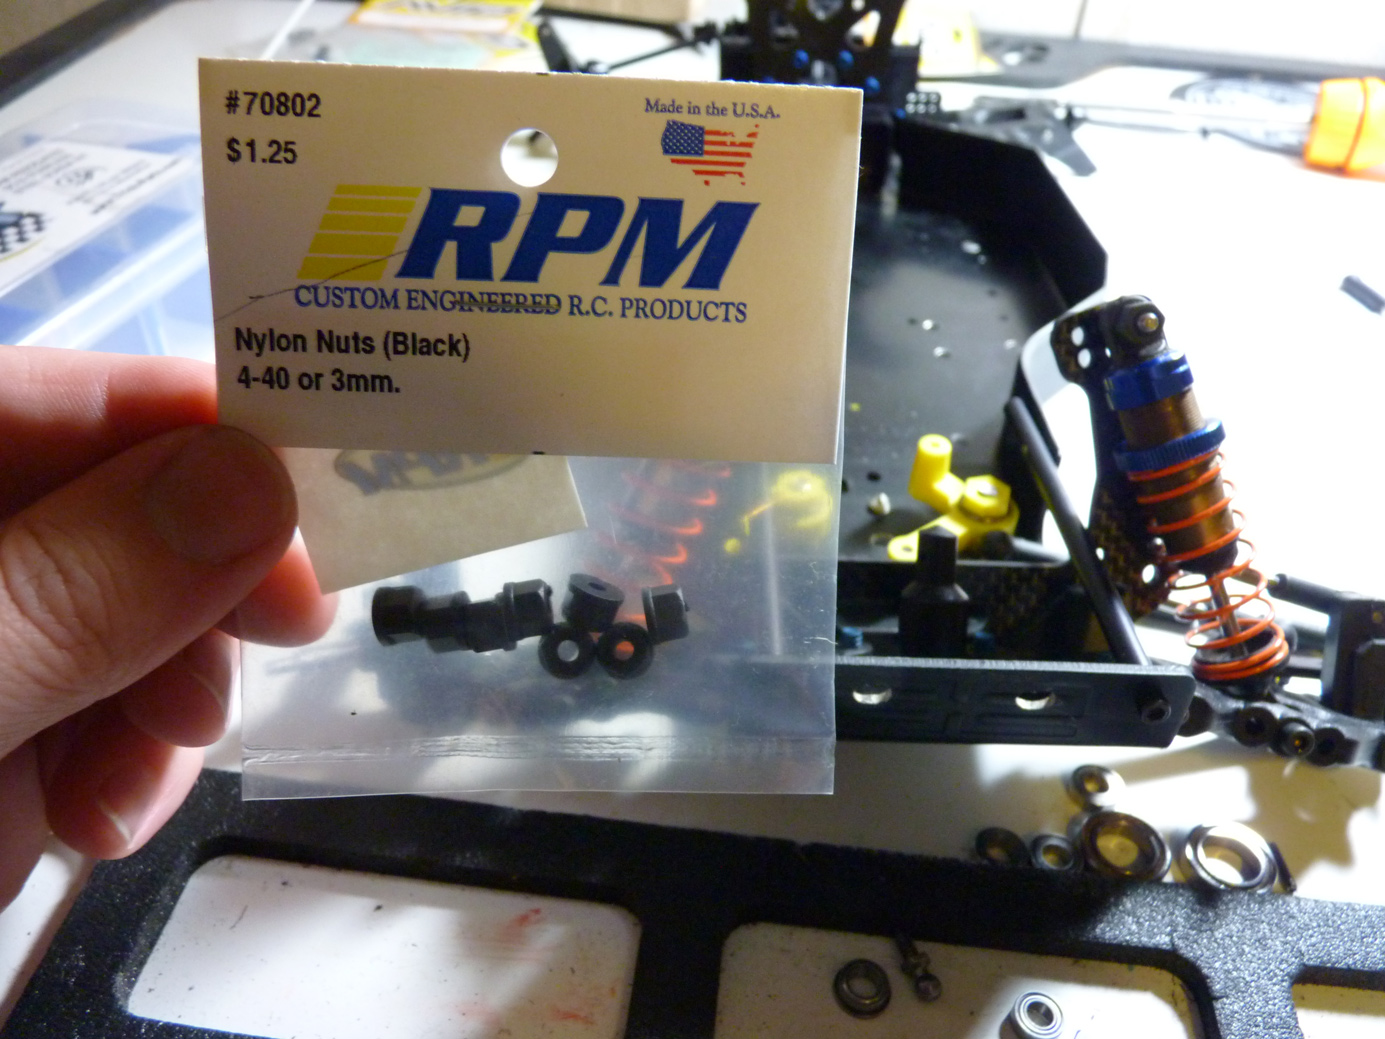 #70802
$1.25
Made in the U.S.A.
RPM
CUSTOM ENGINEERED R.C. PRODUCTS
Nylon Nuts (Black)
4-40 or 3mm.